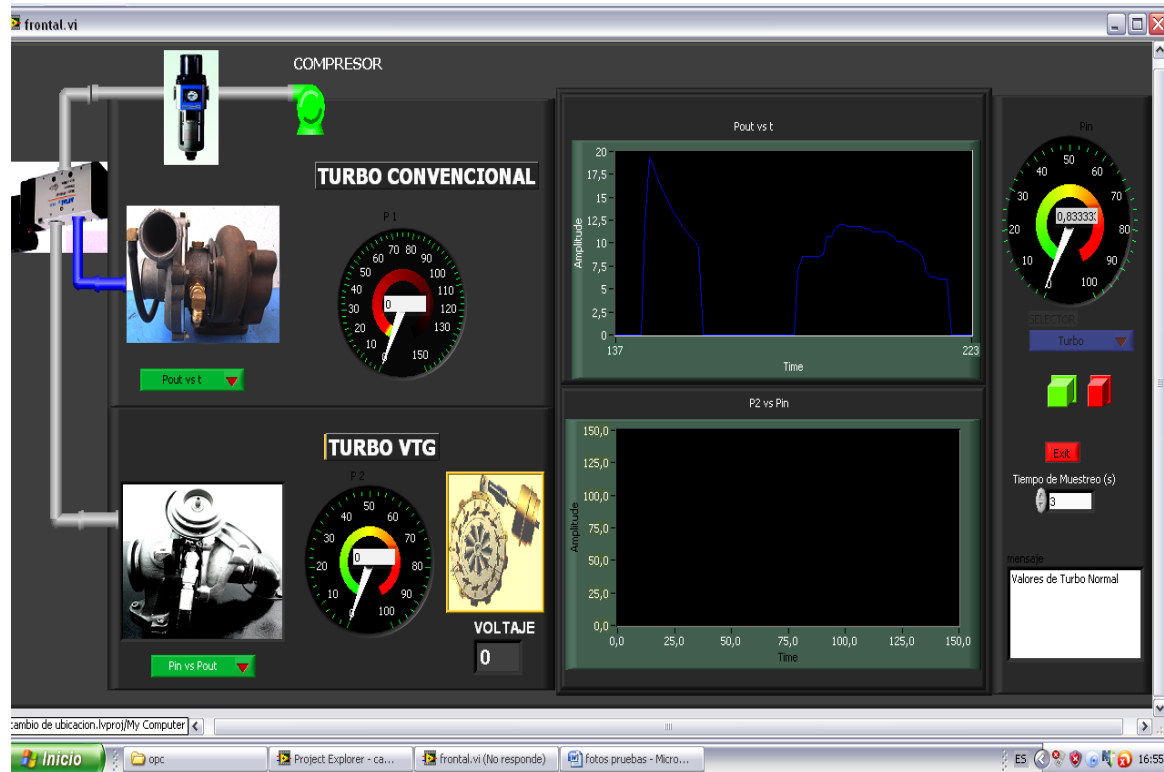 frontal.vi
COMPRESOR
TURBO CONVENCIONAL
P 1
0 10 20 30 40 50 60 70 80 90 100 110 120 130 150
0
Pout vs t
TURBO VTG
P 2
0 10 20 30 40 50 60 70 80 90 100
0
VOLTAJE
0
Pin vs Pout
Pout vs t
Amplitude
20
17,5
15
12,5
10
7,5
5
2,5
0
137 223
Time
P2 vs Pin
Amplitude
150,0
125,0
100,0
75,0
50,0
25,0
0,0
0,0 25,0 50,0 75,0 100,0 125,0 150,0
Time
Pin
0 10 20 30 40 50 60 70 80 90 100
0,83333
SELECTOR
Turbo
Exit
Tiempo de Muestreo (s)
3
mensaje
Valores de Turbo Normal
cambio de ubicacion.lvproj/My Computer
Inicio
opc
Project Explorer - ca...
frontal.vi (No responde)
fotos pruebas - Micro...
ES
16:55